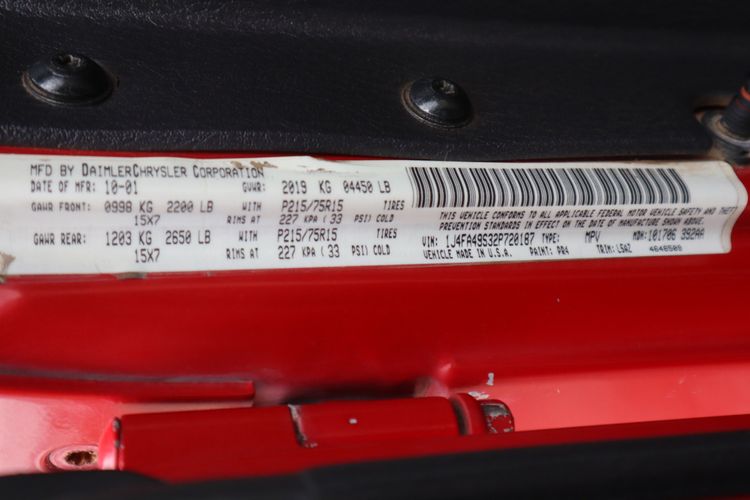 MFD BY DAIMLERCHRYSLER CORPORATION
DATE OF MFR: 10-01 GVWR: 2019 KG 04450 LB
GAWR FRONT: 0998 KG 2200 LB WITH P215/75R15 TIRES
15X7 RIMS AT 227 KPA ( 33 PSI) COLD
GAWR REAR: 1203 KG 2650 LB WITH P215/75R15 TIRES
15X7 RIMS AT 227 KPA ( 33 PSI) COLD
THIS VEHICLE CONFORMS TO ALL APPLICABLE FEDERAL MOTOR VEHICLE SAFETY AND THEFT
PREVENTION STANDARDS IN EFFECT ON THE DATE OF MANUFACTURE SHOWN ABOVE.
VIN: 1J4FA49S32P720187 TYPE: MPV MDH: 101706 392AA
VEHICLE MADE IN U.S.A. PAINT: PR4 TRIM: LSAZ